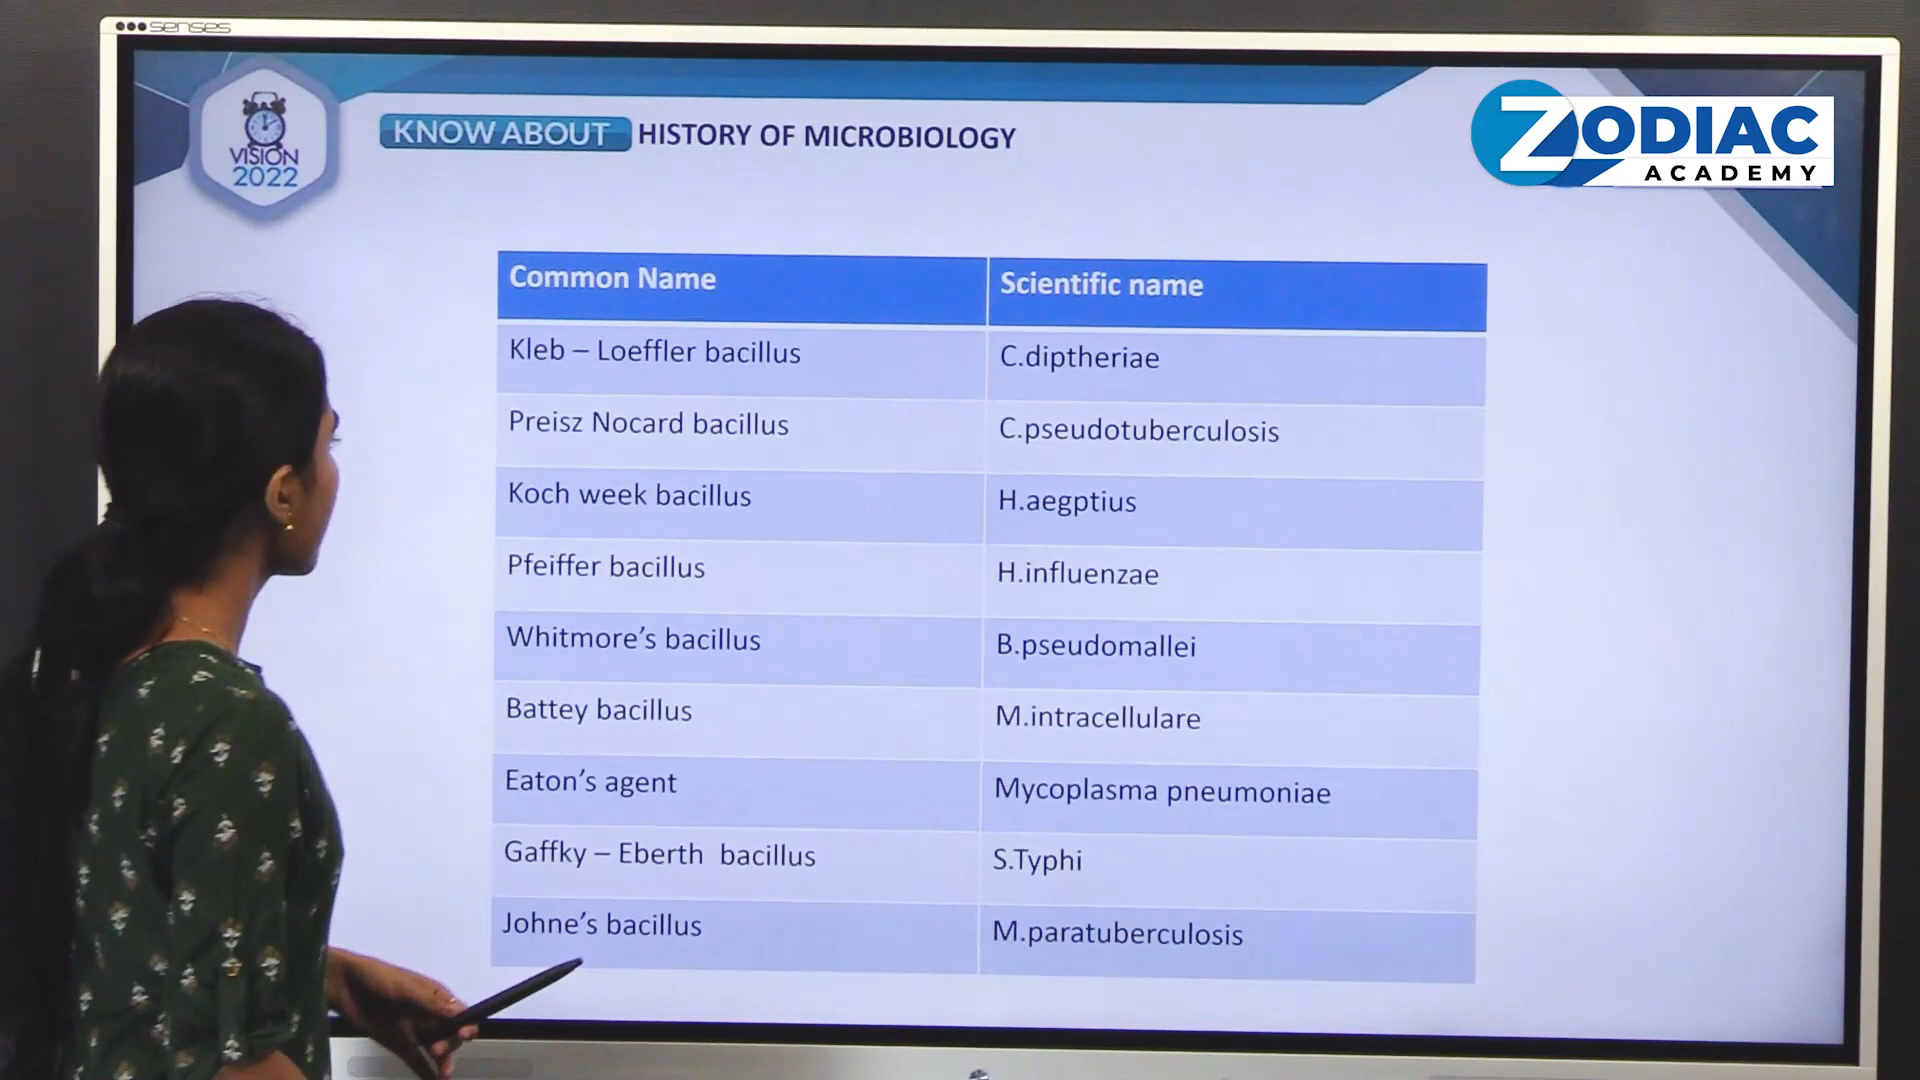 senses
VISION
2022
KNOW ABOUT HISTORY OF MICROBIOLOGY
ZODIAC
ACADEMY
Common Name Scientific name
Kleb – Loeffler bacillus C.diptheriae
Preisz Nocard bacillus C.pseudotuberculosis
Koch week bacillus H.aegptius
Pfeiffer bacillus H.influenzae
Whitmore’s bacillus B.pseudomallei
Battey bacillus M.intracellulare
Eaton’s agent Mycoplasma pneumoniae
Gaffky – Eberth bacillus S.Typhi
Johne’s bacillus M.paratuberculosis